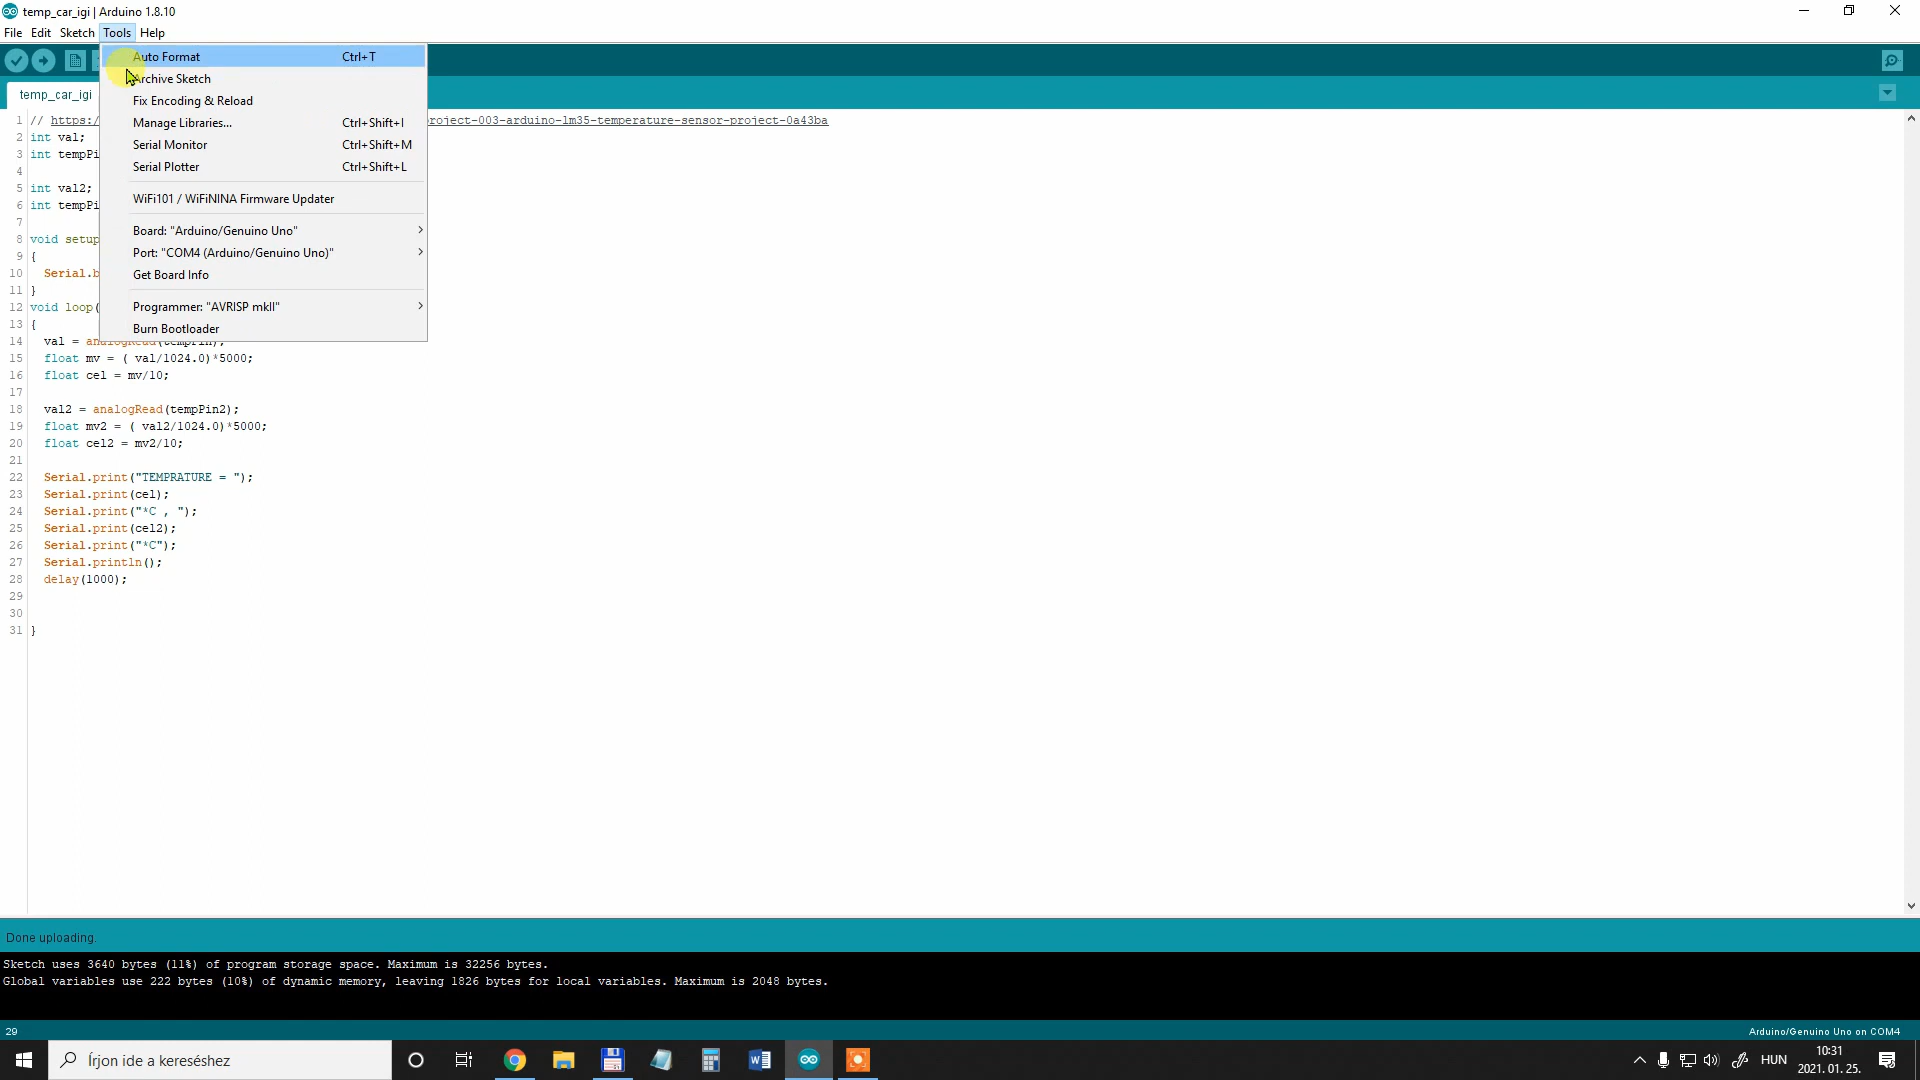 temp_car_igi | Arduino 1.8.10
File Edit Sketch Tools Help
Auto Format Ctrl+T
Archive Sketch
Fix Encoding & Reload
Manage Libraries... Ctrl+Shift+I
Serial Monitor Ctrl+Shift+M
Serial Plotter Ctrl+Shift+L
WiFi101 / WiFiNINA Firmware Updater
Board: "Arduino/Genuino Uno"
Port: "COM4 (Arduino/Genuino Uno)"
Get Board Info
Programmer: "AVRISP mkII"
Burn Bootloader
temp_car_igi
1 // https:/ roject-003-arduino-lm35-temperature-sensor-project-0a43ba
2 int val;
3 int tempPi
4
5 int val2;
6 int tempPi
7
8 void setup
9 {
10 Serial.b
11 }
12 void loop(
13 {
14 val = analogRead(tempPin);
15 float mv = ( val/1024.0)*5000;
16 float cel = mv/10;
17
18 val2 = analogRead(tempPin2);
19 float mv2 = ( val2/1024.0)*5000;
20 float cel2 = mv2/10;
21
22 Serial.print("TEMPRATURE = ");
23 Serial.print(cel);
24 Serial.print("*C , ");
25 Serial.print(cel2);
26 Serial.print("*C");
27 Serial.println();
28 delay(1000);
29
30
31 }
Done uploading.
Sketch uses 3640 bytes (11%) of program storage space. Maximum is 32256 bytes.
Global variables use 222 bytes (10%) of dynamic memory, leaving 1826 bytes for local variables. Maximum is 2048 bytes.
29 Arduino/Genuino Uno on COM4
Írjon ide a kereséshez
HUN
10:31
2021. 01. 25.